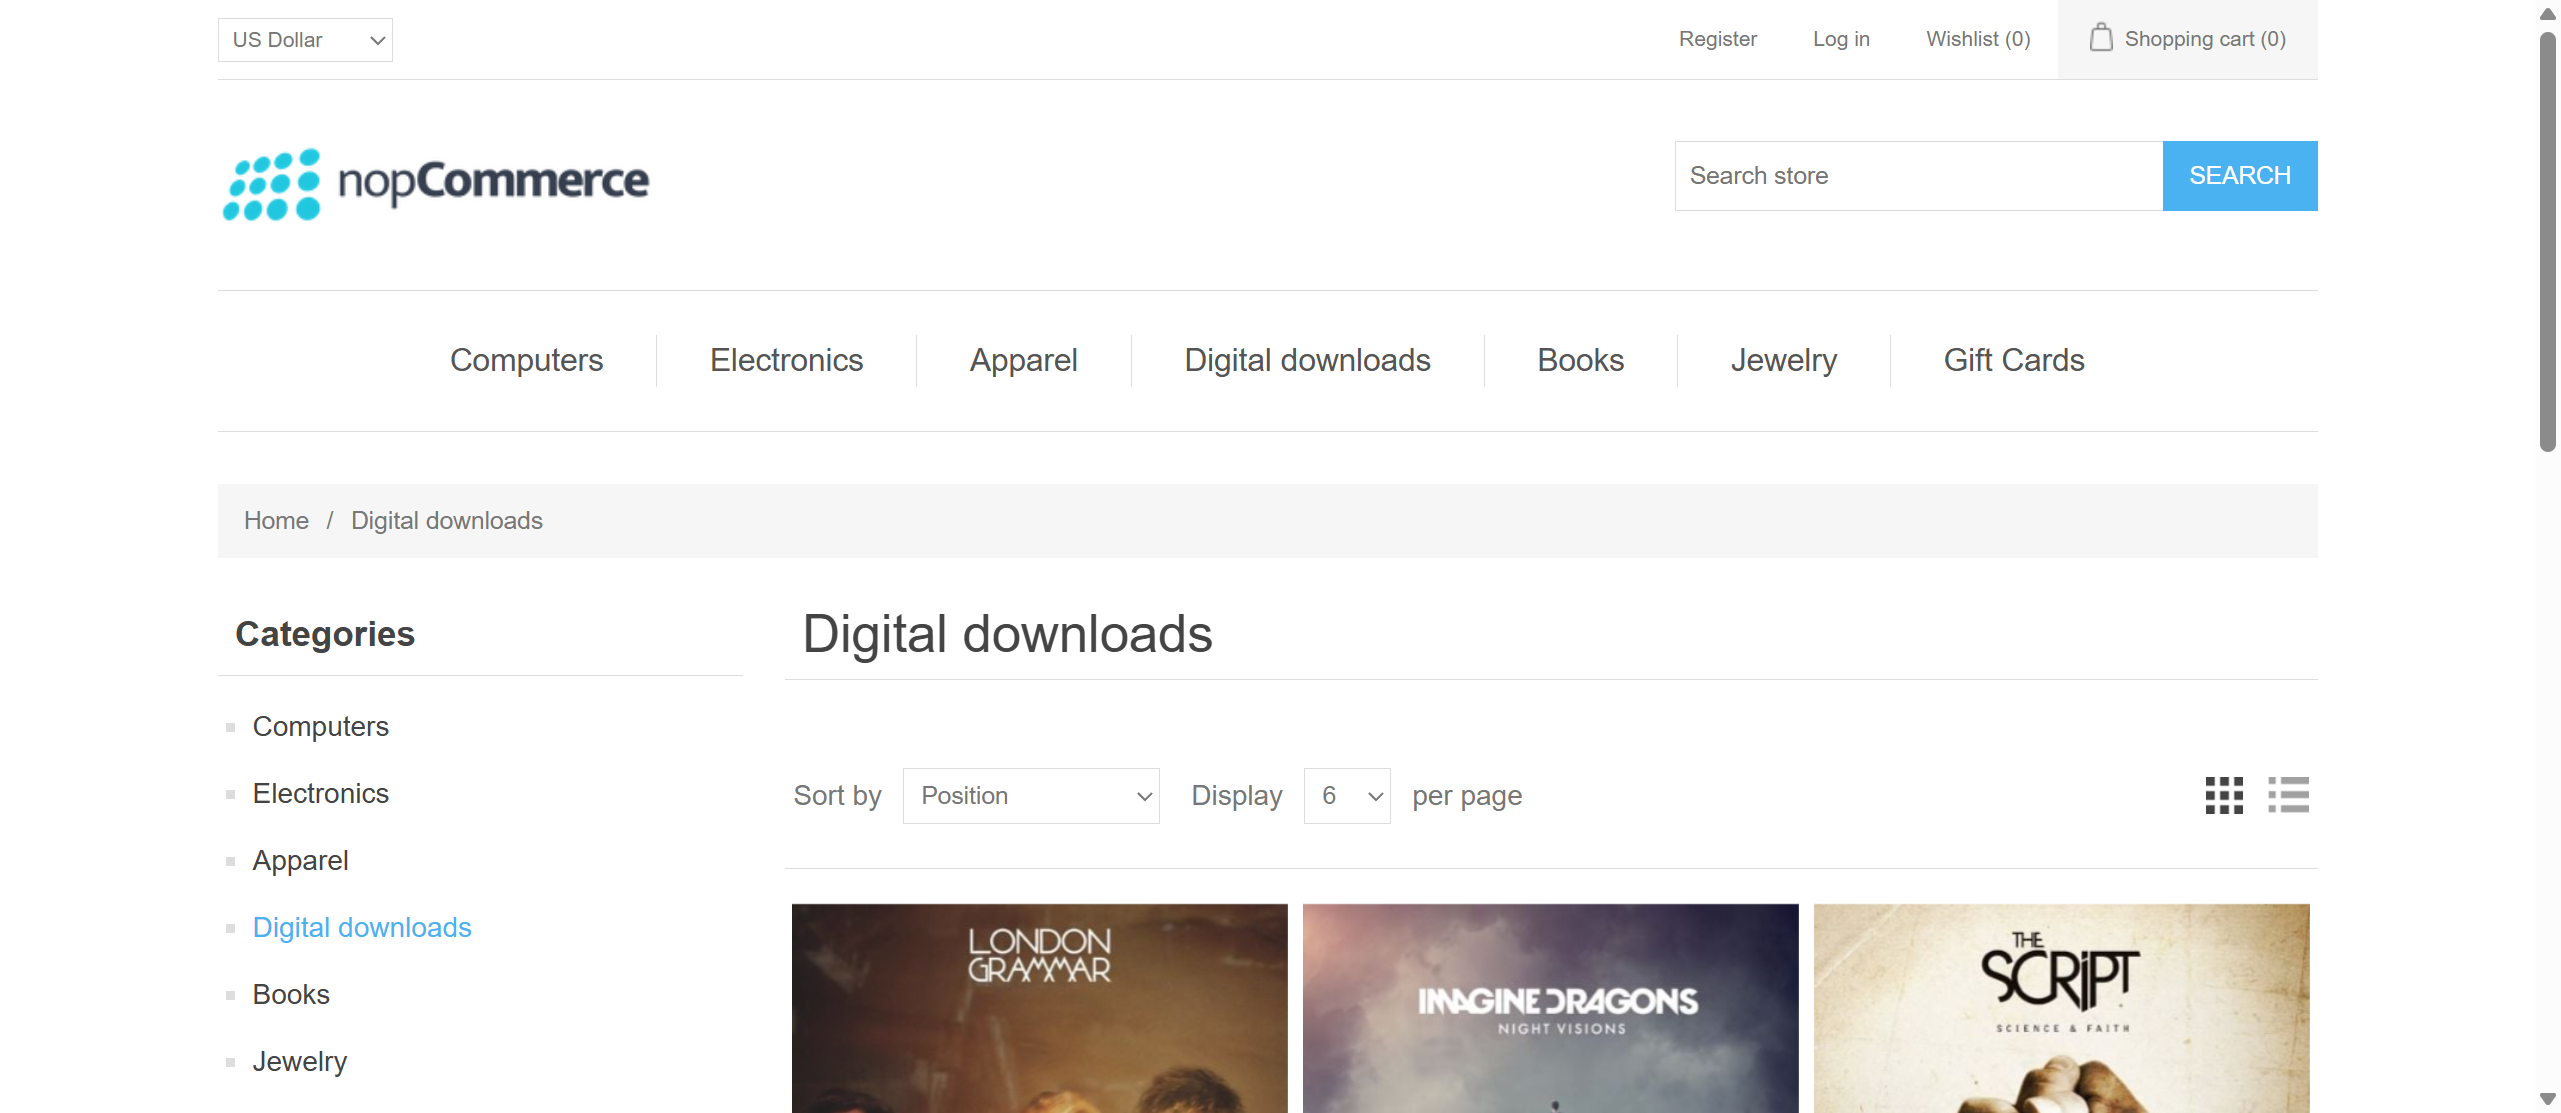 US Dollar
Register
Log in
Wishlist (0)
Shopping cart (0)
nopCommerce
Search store
SEARCH
Computers
Electronics
Apparel
Digital downloads
Books
Jewelry
Gift Cards
Home / Digital downloads
Categories
Computers
Electronics
Apparel
Digital downloads
Books
Jewelry
Digital downloads
Sort by Position Display 6 per page
LONDON
GRAMMAR
IMAGINE DRAGONS
NIGHT VISIONS
THE
SCRIPT
SCIENCE & FAITH